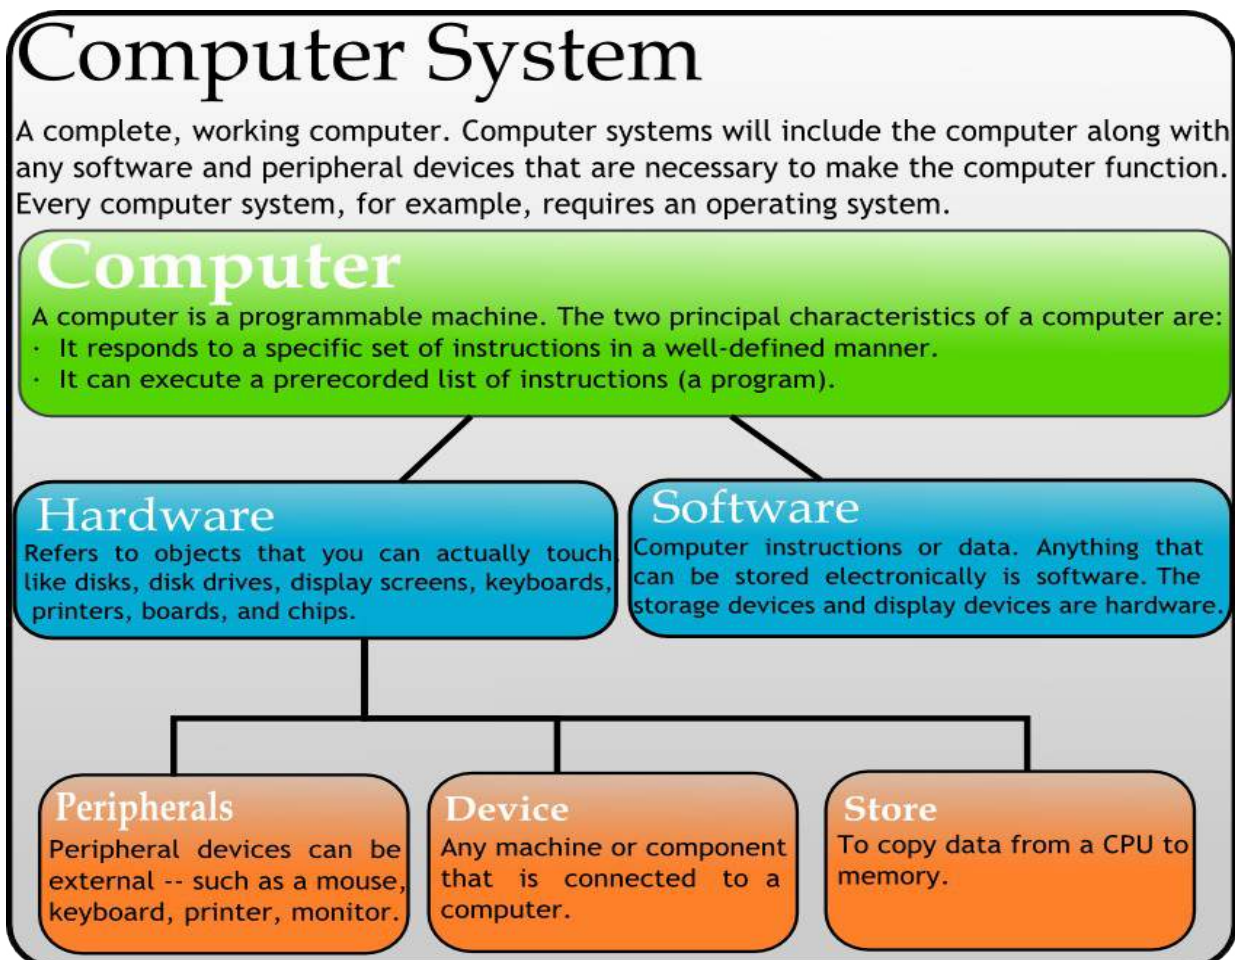 Computer System
A complete, working computer. Computer systems will include the computer along with
any software and peripheral devices that are necessary to make the computer function.
Every computer system, for example, requires an operating system.
Computer
A computer is a programmable machine. The two principal characteristics of a computer are:
· It responds to a specific set of instructions in a well-defined manner.
· It can execute a prerecorded list of instructions (a program).
Hardware
Refers to objects that you can actually touch,
like disks, disk drives, display screens, keyboards,
printers, boards, and chips.
Software
Computer instructions or data. Anything that
can be stored electronically is software. The
storage devices and display devices are hardware.
Peripherals
Peripheral devices can be
external -- such as a mouse,
keyboard, printer, monitor.
Device
Any machine or component
that is connected to a
computer.
Store
To copy data from a CPU to
memory.